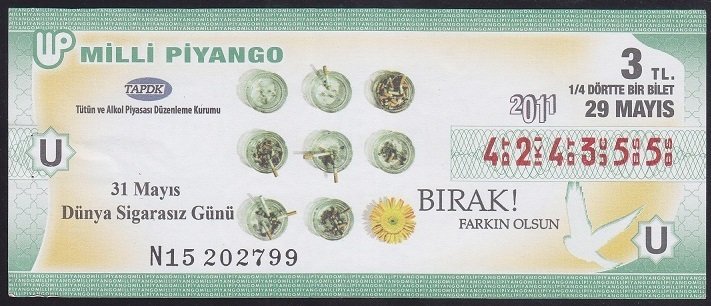 MİLLİ PİYANGO
TAPDK
Tütün ve Alkol Piyasası Düzenleme Kurumu
3 TL.
1/4 DÖRTTE BİR BİLET
2011
29 MAYIS
424355
U
31 Mayıs
Dünya Sigarasız Günü
BIRAK!
FARKIN OLSUN
N15 202799
U